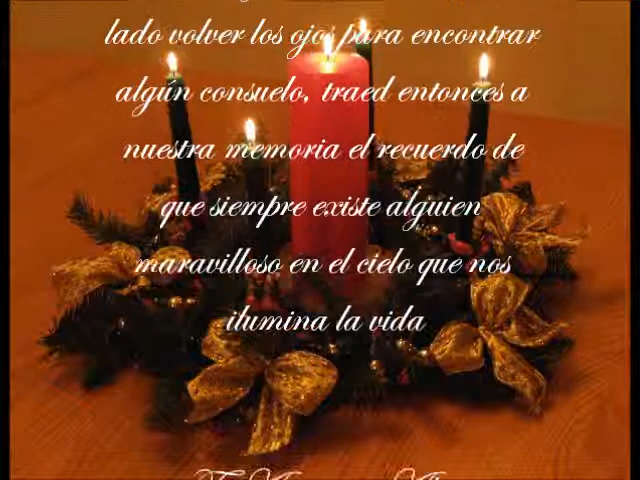 lado volver los ojos para encontrar
algún consuelo, traed entonces a
nuestra memoria el recuerdo de
que siempre existe alguien
maravilloso en el cielo que nos
ilumina la vida